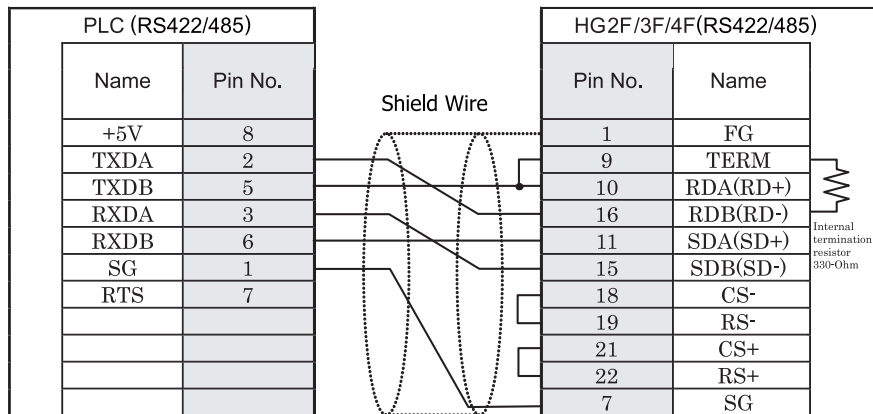 PLC (RS422/485)
HG2F/3F/4F(RS422/485)
Name Pin No. Pin No. Name
Shield Wire
+5V 8 1 FG
TXDA 2 9 TERM
TXDB 5 10 RDA(RD+)
RXDA 3 16 RDB(RD-)
RXDB 6 11 SDA(SD+)
SG 1 15 SDB(SD-)
RTS 7 18 CS-
19 RS-
21 CS+
22 RS+
7 SG
Internal
termination
resistor
330-Ohm